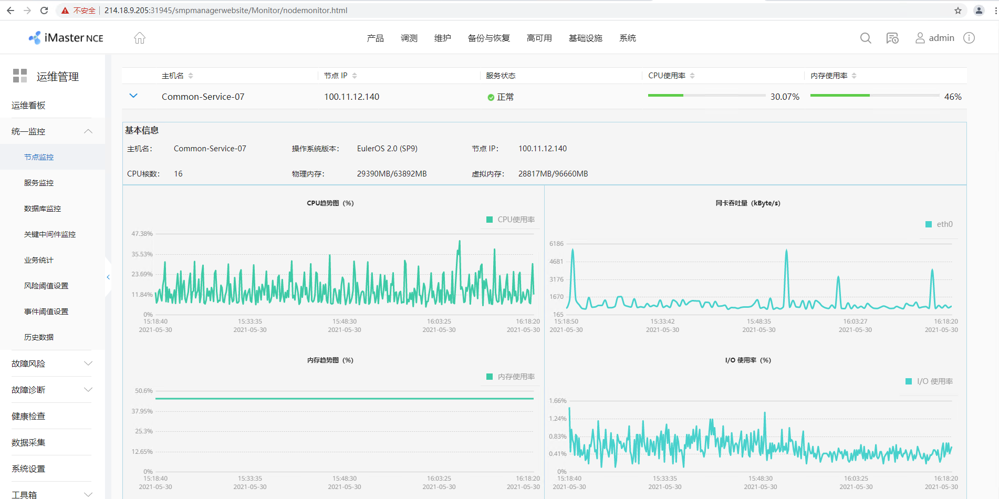 不安全 214.18.9.205:31945/smpmanagerwebsite/Monitor/nodemonitor.html
iMaster NCE 产品 调测 维护 备份与恢复 高可用 基础设施 系统 admin
运维管理
运维看板
统一监控
节点监控
服务监控
数据库监控
关键中间件监控
业务统计
风险阈值设置
事件阈值设置
历史数据
故障风险
故障诊断
健康检查
数据采集
系统设置
工具箱
主机名 节点 IP 服务状态 CPU使用率 内存使用率
Common-Service-07 100.11.12.140 正常 30.07% 46%
基本信息
主机名: Common-Service-07 操作系统版本: EulerOS 2.0 (SP9) 节点 IP: 100.11.12.140
CPU核数: 16 物理内存: 29390MB/63892MB 虚拟内存: 28817MB/96660MB
CPU趋势图（%）
CPU使用率
47.38%
35.53%
23.69%
11.84%
0%
15:18:40 15:33:35 15:48:30 16:03:25 16:18:20
2021-05-30 2021-05-30 2021-05-30 2021-05-30 2021-05-30
网卡吞吐量（kByte/s）
eth0
6186
4681
3176
1670
165
15:18:50 15:33:42 15:48:35 16:03:27 16:18:20
2021-05-30 2021-05-30 2021-05-30 2021-05-30 2021-05-30
内存趋势图（%）
内存使用率
50.6%
37.95%
25.3%
12.65%
0%
15:18:40 15:33:35 15:48:30 16:03:25 16:18:20
2021-05-30 2021-05-30 2021-05-30 2021-05-30 2021-05-30
I/O 使用率（%）
I/O 使用率
1.66%
1.24%
0.83%
0.41%
0%
15:18:40 15:33:35 15:48:30 16:03:25 16:18:20
2021-05-30 2021-05-30 2021-05-30 2021-05-30 2021-05-30